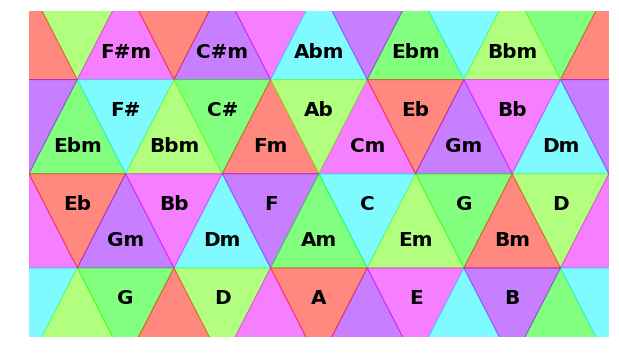 F#m C#m Abm Ebm Bbm
F# C# Ab Eb Bb
Ebm Bbm Fm Cm Gm Dm
Eb Bb F C G D
Gm Dm Am Em Bm
G D A E B